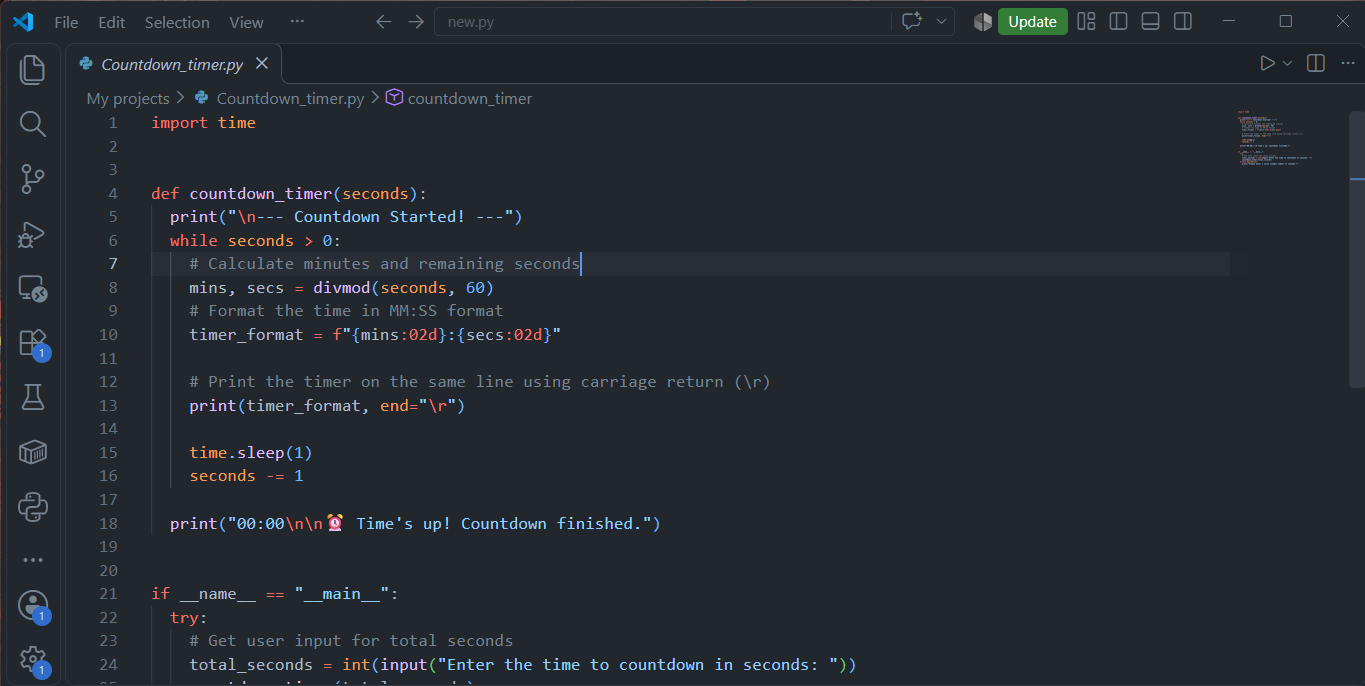 File Edit Selection View ··· new.py Update
Countdown_timer.py
My projects > Countdown_timer.py > countdown_timer
1 import time
2
3
4 def countdown_timer(seconds):
5   print("\n--- Countdown Started! ---")
6   while seconds > 0:
7     # Calculate minutes and remaining seconds
8     mins, secs = divmod(seconds, 60)
9     # Format the time in MM:SS format
10     timer_format = f"{mins:02d}:{secs:02d}"
11
12     # Print the timer on the same line using carriage return (\r)
13     print(timer_format, end="\r")
14
15     time.sleep(1)
16     seconds -= 1
17
18   print("00:00\n\n⏰ Time's up! Countdown finished.")
19
20
21 if __name__ == "__main__":
22   try:
23     # Get user input for total seconds
24     total_seconds = int(input("Enter the time to countdown in seconds: "))
1
1
1